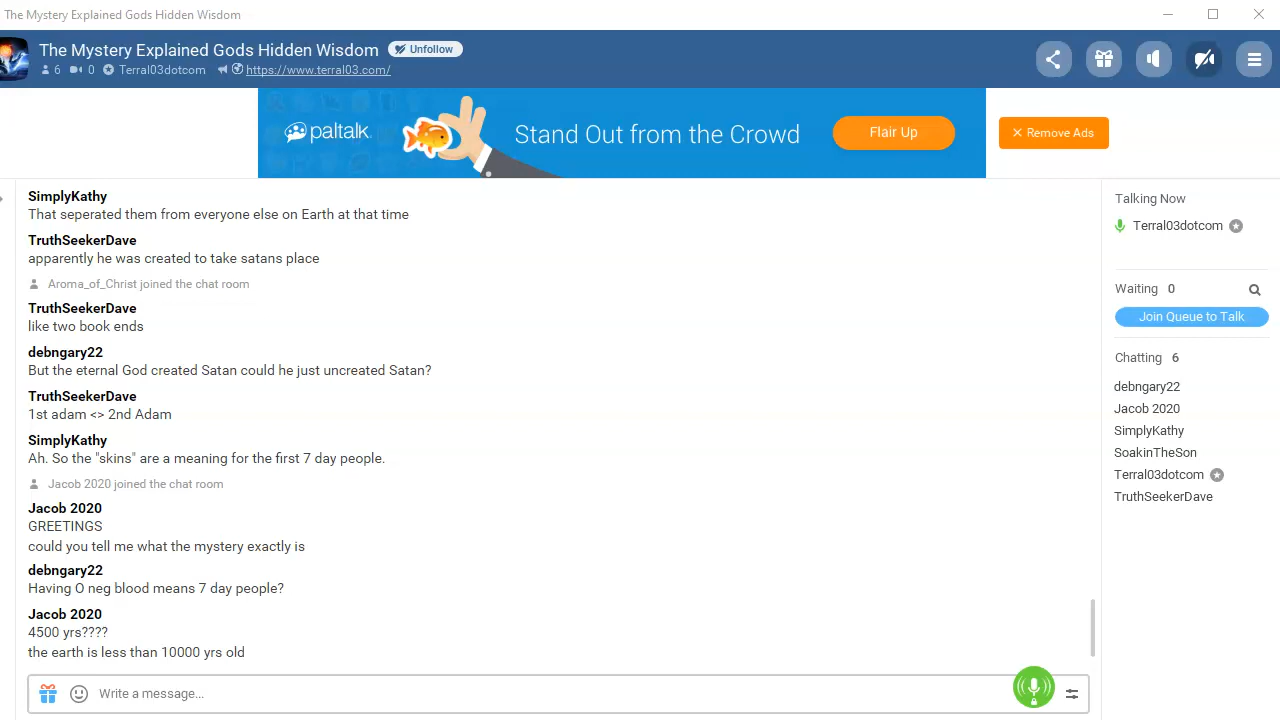 The Mystery Explained Gods Hidden Wisdom
The Mystery Explained Gods Hidden Wisdom Unfollow
6 0 Terral03dotcom https://www.terral03.com/
paltalk Stand Out from the Crowd Flair Up Remove Ads
SimplyKathy
That seperated them from everyone else on Earth at that time
TruthSeekerDave
apparently he was created to take satans place
Aroma_of_Christ joined the chat room
TruthSeekerDave
like two book ends
debngary22
But the eternal God created Satan could he just uncreated Satan?
TruthSeekerDave
1st adam <> 2nd Adam
SimplyKathy
Ah. So the "skins" are a meaning for the first 7 day people.
Jacob 2020 joined the chat room
Jacob 2020
GREETINGS
could you tell me what the mystery exactly is
debngary22
Having O neg blood means 7 day people?
Jacob 2020
4500 yrs????
the earth is less than 10000 yrs old
Write a message...
Talking Now
Terral03dotcom
Waiting 0
Join Queue to Talk
Chatting 6
debngary22
Jacob 2020
SimplyKathy
SoakinTheSon
Terral03dotcom
TruthSeekerDave